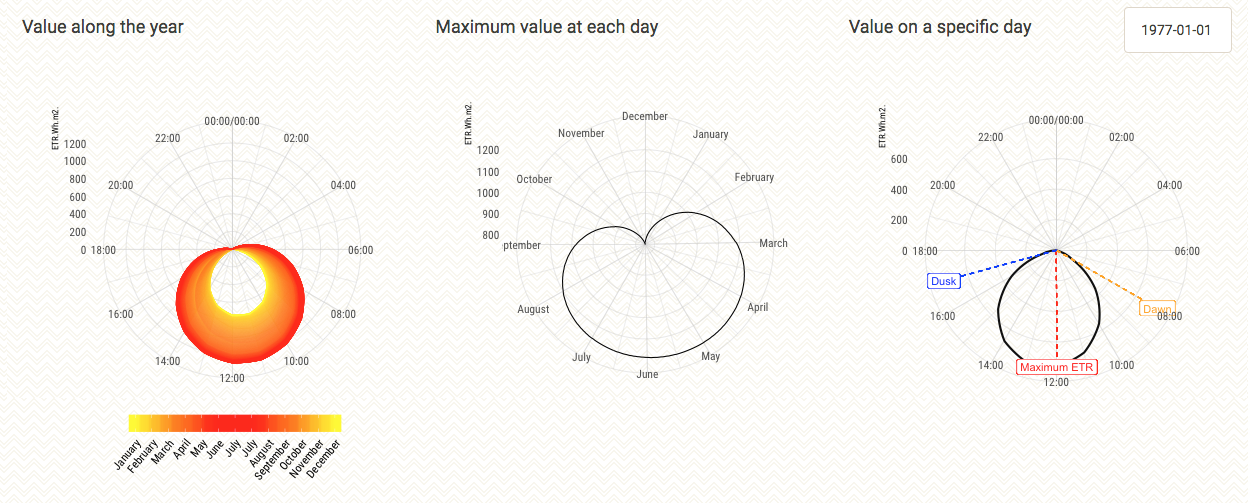 Value along the year
ETR.Wh.m2.
1200
1000
800
600
400
200
0
00:00/00:00
02:00
04:00
06:00
08:00
10:00
12:00
14:00
16:00
18:00
20:00
22:00
January
February
March
April
May
June
July
July
August
September
October
November
December
Maximum value at each day
ETR.Wh.m2.
1200
1100
1000
900
800
December
January
February
March
April
May
June
July
August
ptember
October
November
Value on a specific day
1977-01-01
ETR.Wh.m2.
600
400
200
0
00:00/00:00
02:00
04:00
06:00
08:00
10:00
12:00
14:00
16:00
18:00
20:00
22:00
Dusk
Dawn
Maximum ETR